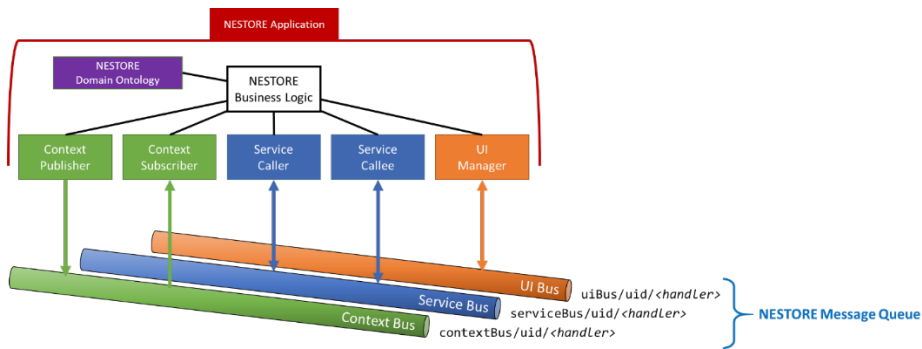 NESTORE Application
NESTORE
Domain Ontology
NESTORE
Business Logic
Context
Publisher
Context
Subscriber
Service
Caller
Service
Callee
UI
Manager
UI Bus
uiBus/uid/<handler>
Service Bus
serviceBus/uid/<handler>
NESTORE Message Queue
Context Bus
contextBus/uid/<handler>